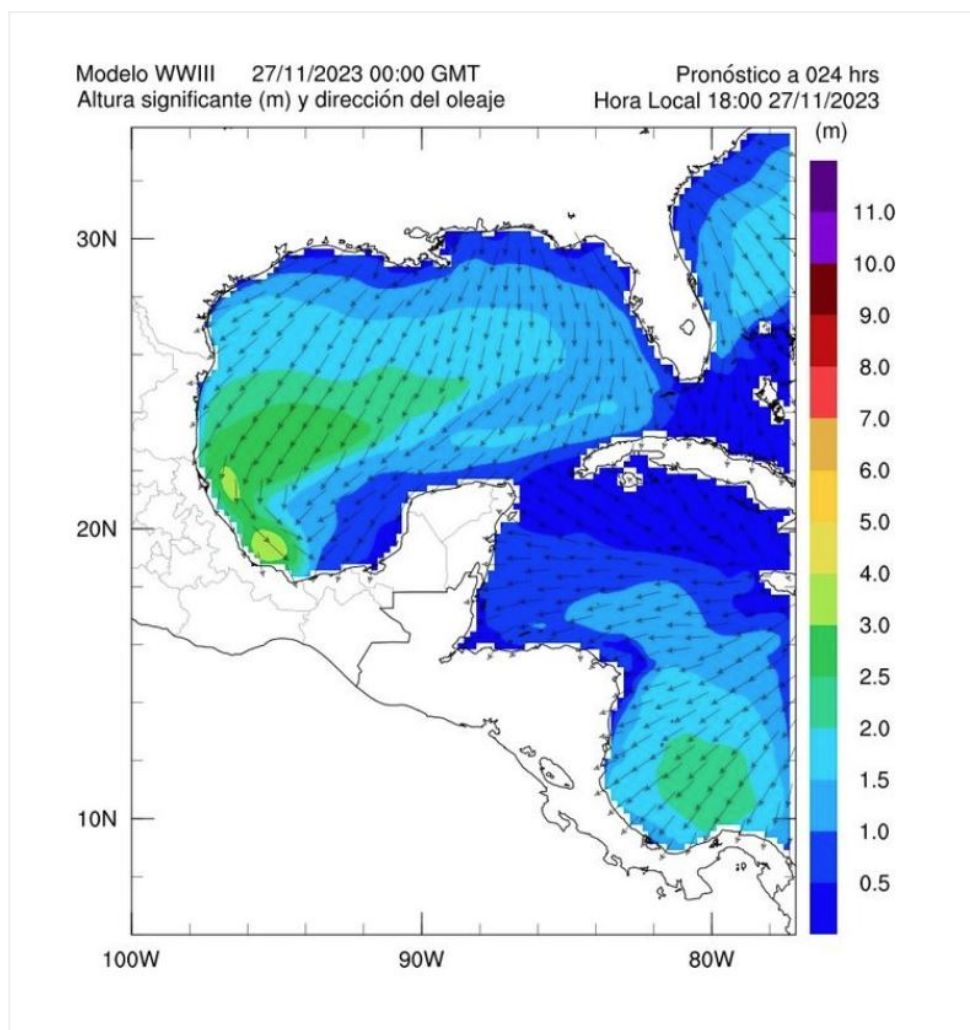 Modelo WWIII 27/11/2023 00:00 GMT
Pronóstico a 024 hrs
Altura significante (m) y dirección del oleaje
Hora Local 18:00 27/11/2023
(m)
11.0
10.0
9.0
8.0
7.0
6.0
5.0
4.0
3.0
2.5
2.0
1.5
1.0
0.5
30N
20N
10N
100W
90W
80W